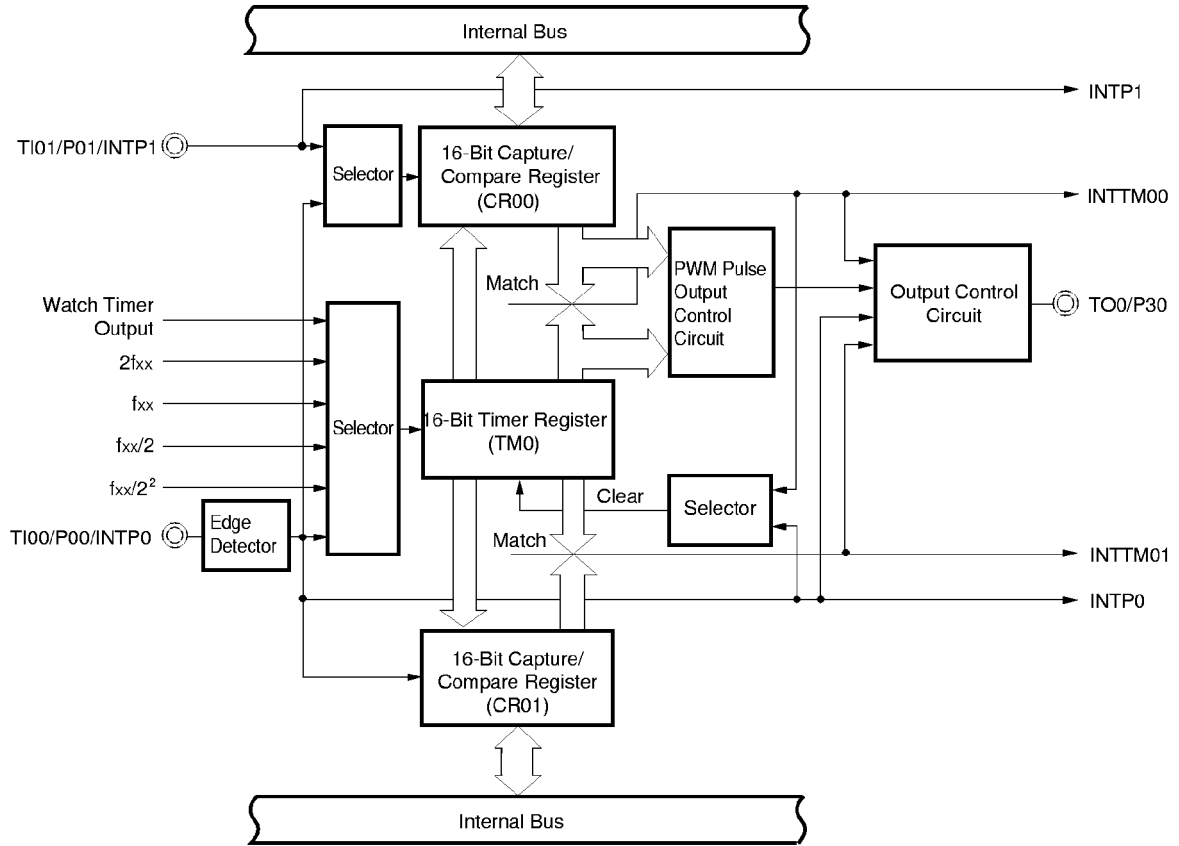 Internal Bus
INTP1
TI01/P01/INTP1
Selector
16-Bit Capture/
Compare Register
(CR00)
INTTM00
Match
PWM Pulse
Output
Control
Circuit
Output Control
Circuit
TO0/P30
Watch Timer
Output
2fxx
fxx
fxx/2
fxx/2²
Selector
16-Bit Timer Register
(TM0)
Clear
Selector
TI00/P00/INTP0
Edge
Detector
Match
INTTM01
INTP0
16-Bit Capture/
Compare Register
(CR01)
Internal Bus